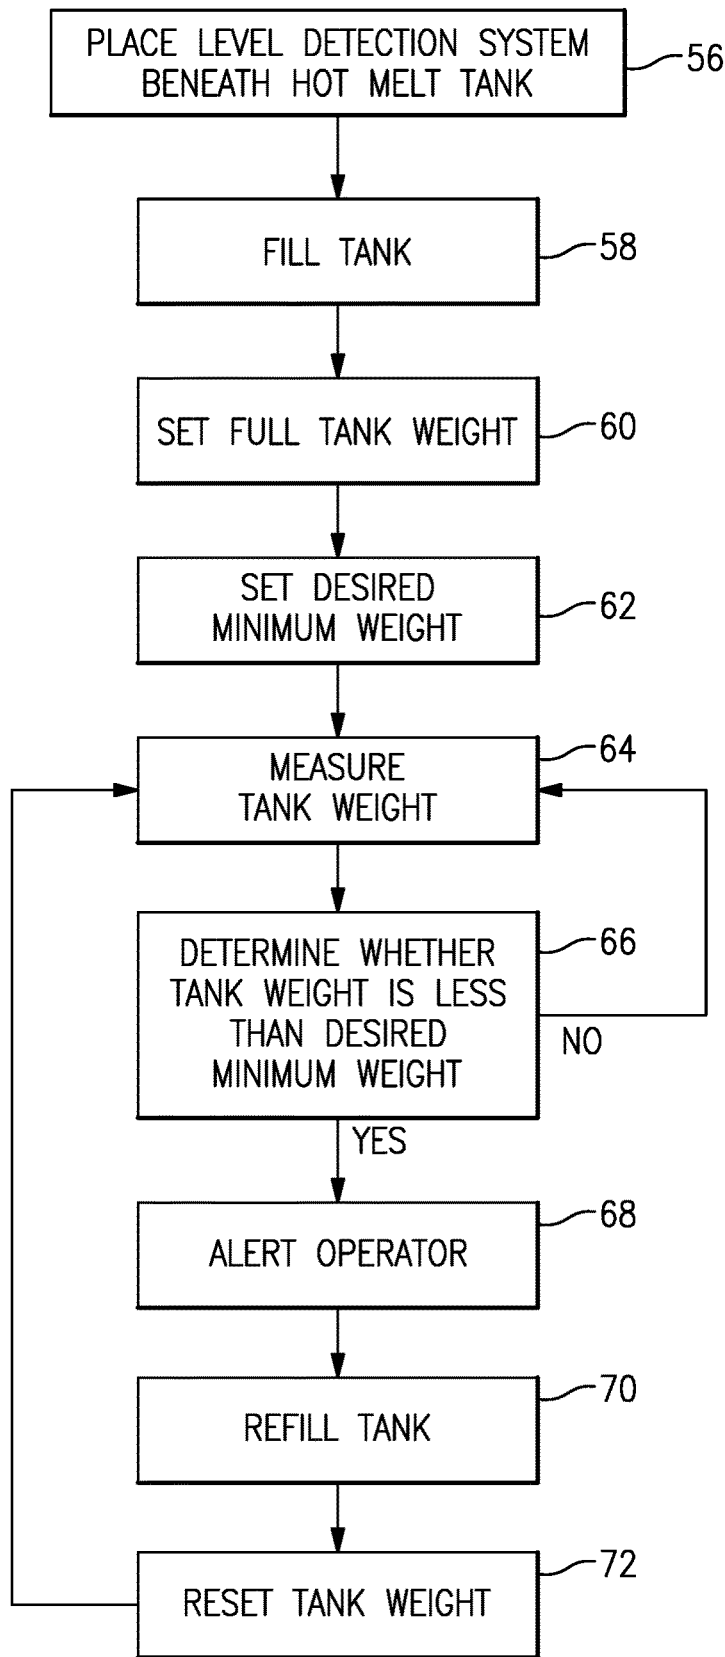 PLACE LEVEL DETECTION SYSTEM
BENEATH HOT MELT TANK
56
FILL TANK
58
SET FULL TANK WEIGHT
60
SET DESIRED
MINIMUM WEIGHT
62
MEASURE
TANK WEIGHT
64
DETERMINE WHETHER
TANK WEIGHT IS LESS
THAN DESIRED
MINIMUM WEIGHT
66
NO
YES
ALERT OPERATOR
68
REFILL TANK
70
RESET TANK WEIGHT
72